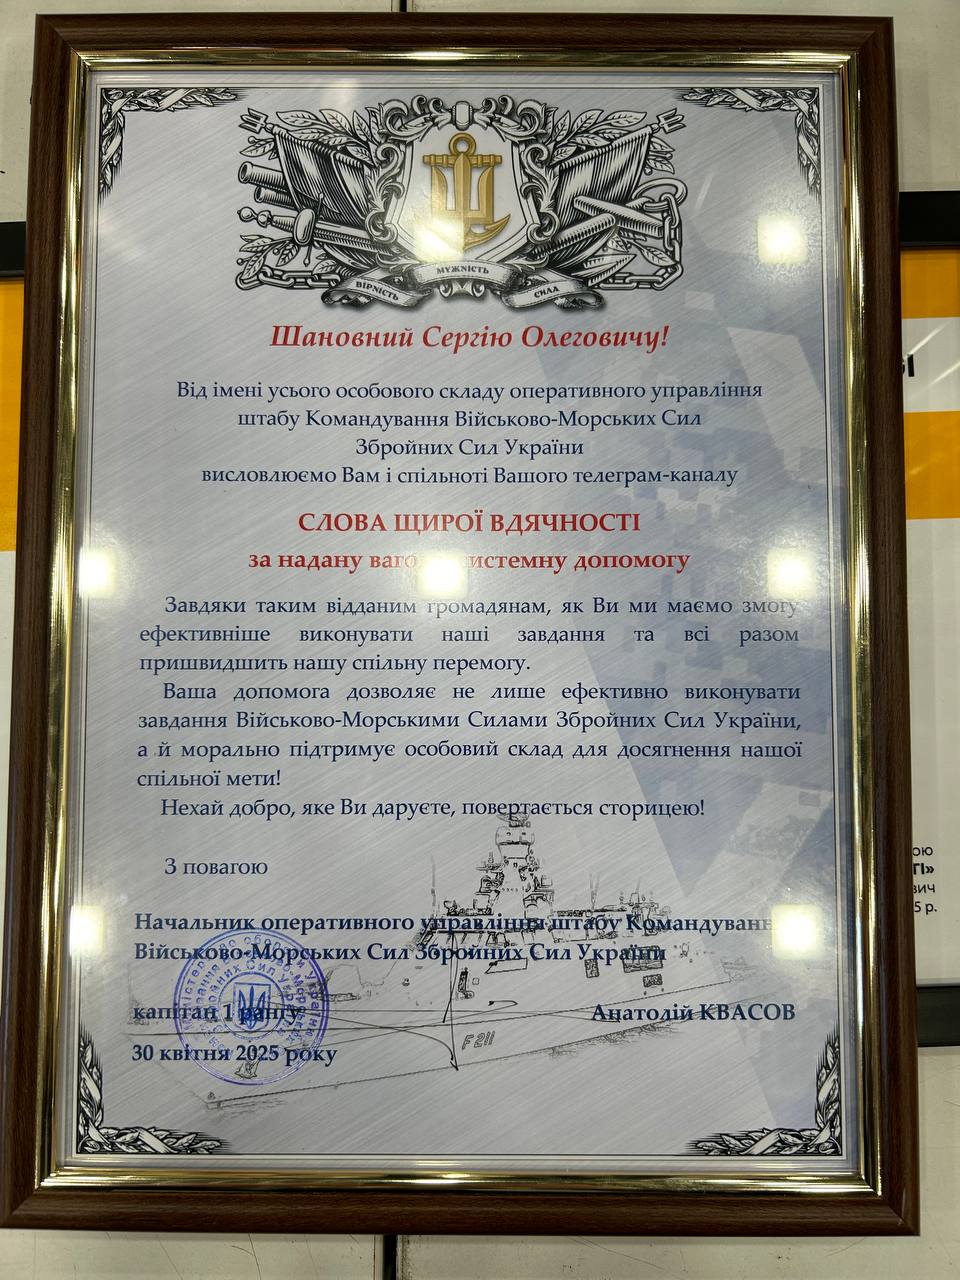 МУЖНІСТЬ
ВІРНІСТЬ
СИЛА
Шановний Сергію Олеговичу!
Від імені усього особового складу оперативного управління
штабу Командування Військово-Морських Сил
Збройних Сил України
висловлюємо Вам і спільноті Вашого телеграм-каналу
СЛОВА ЩИРОЇ ВДЯЧНОСТІ
за надану допомогу
Завдяки таким відданим громадянам, як Ви ми маємо змогу
ефективніше виконувати наші завдання та всі разом
пришвидшить нашу спільну перемогу.
Ваша допомога дозволяє не лише ефективно виконувати
завдання Військово-Морськими Силами Збройних Сил України,
а й морально підтримує особовий склад для досягнення нашої
спільної мети!
Нехай добро, яке Ви даруєте, повертається сторицею!
З повагою
Начальник оперативного управління штабу Командування
Військово-Морських Сил Збройних Сил України
капітан 1 рангу Анатолій КВАСОВ
30 квітня 2025 року
F 211
5 р.